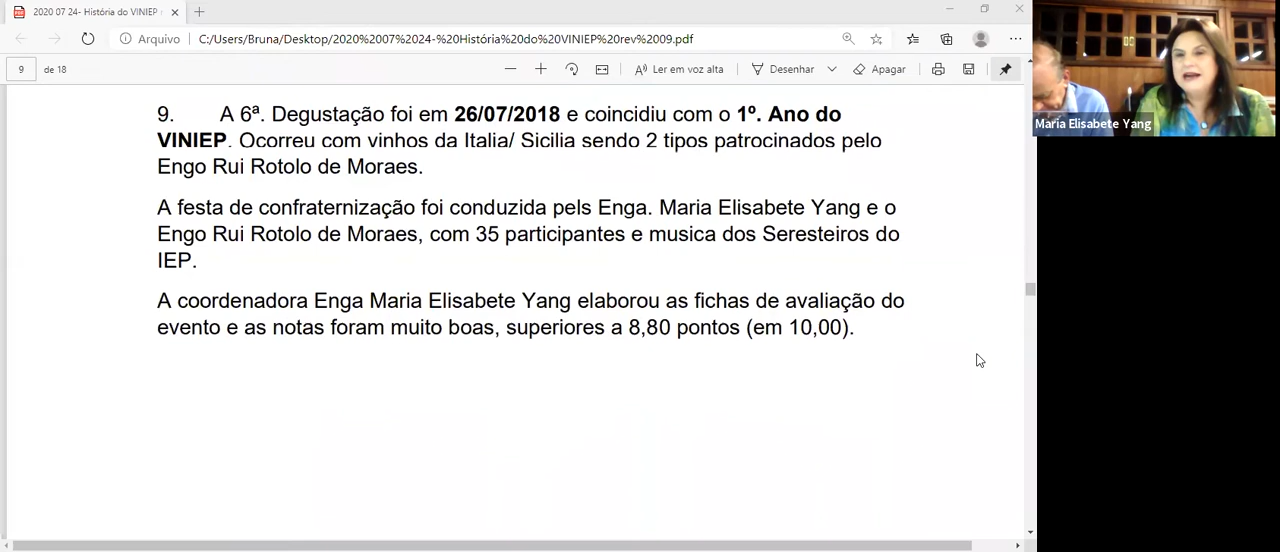 2020 07 24- História do VINIEP
Arquivo
C:/Users/Bruna/Desktop/2020%2007%2024-%20História%20do%20VINIEP%20rev%2009.pdf
9 de 18
Ler em voz alta
Desenhar
Apagar
9. A 6ª. Degustação foi em 26/07/2018 e coincidiu com o 1º. Ano do
VINIEP. Ocorreu com vinhos da Italia/ Sicilia sendo 2 tipos patrocinados pelo
Engo Rui Rotolo de Moraes.
A festa de confraternização foi conduzida pels Enga. Maria Elisabete Yang e o
Engo Rui Rotolo de Moraes, com 35 participantes e musica dos Seresteiros do
IEP.
A coordenadora Enga Maria Elisabete Yang elaborou as fichas de avaliação do
evento e as notas foram muito boas, superiores a 8,80 pontos (em 10,00).
Maria Elisabete Yang